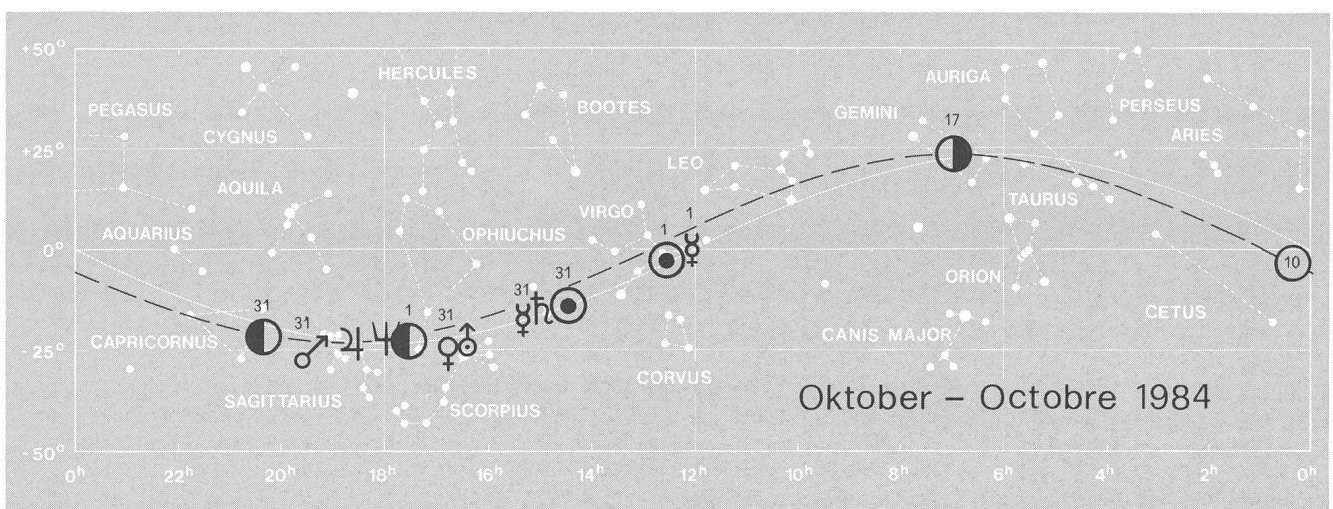 +50°
HERCULES
AURIGA
PEGASUS
BOOTES
GEMINI
PERSEUS
CYGNUS
17
ARIES
+25°
LEO
AQUILA
TAURUS
VIRGO
1
1
AQUARIUS
OPHIUCHUS
0°
10
31
31
ORION
31
31
1
31
CETUS
CAPRICORNUS
CANIS MAJOR
-25°
CORVUS
SAGITTARIUS
SCORPIUS
Oktober – Octobre 1984
-50°
0h 22h 20h 18h 16h 14h 12h 10h 8h 6h 4h 2h 0h